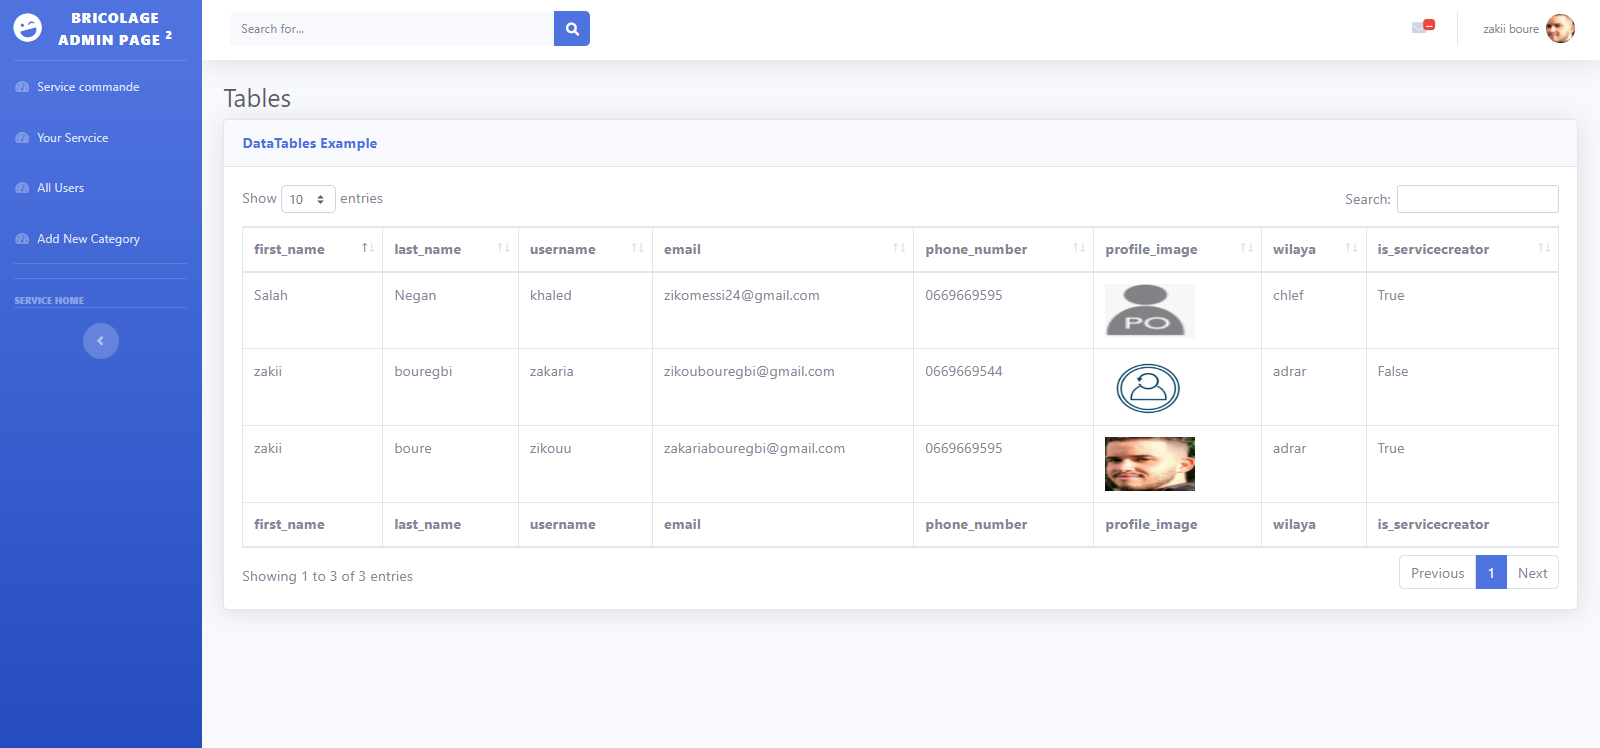 BRICOLAGE
ADMIN PAGE 2
Service commande
Your Servcice
All Users
Add New Category
SERVICE HOME
Search for...
...
zakii boure
Tables
DataTables Example
Show 10 entries
Search:
first_name last_name username email phone_number profile_image wilaya is_servicecreator
Salah Negan khaled zikomessi24@gmail.com 0669669595 PO chlef True
zakii bouregbi zakaria zikoubouregbi@gmail.com 0669669544 adrar False
zakii boure zikouu zakariabouregbi@gmail.com 0669669595 adrar True
first_name last_name username email phone_number profile_image wilaya is_servicecreator
Showing 1 to 3 of 3 entries
Previous 1 Next